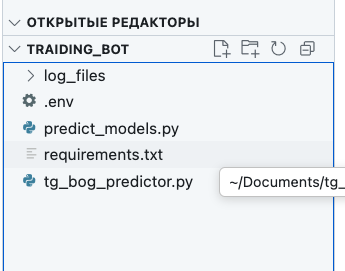 ОТКРЫТЫЕ РЕДАКТОРЫ
TRAIDING_BOT
log_files
.env
predict_models.py
requirements.txt
tg_bog_predictor.py
~/Documents/tg_